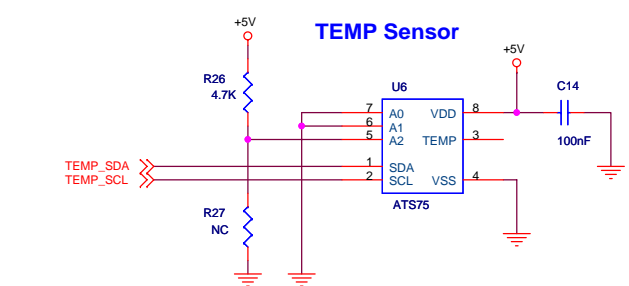 +5V
TEMP Sensor
+5V
R26
4.7K
U6
C14
7 A0 VDD 8
6 A1
5 A2 TEMP 3
100nF
TEMP_SDA 1 SDA
TEMP_SCL 2 SCL VSS 4
ATS75
R27
NC